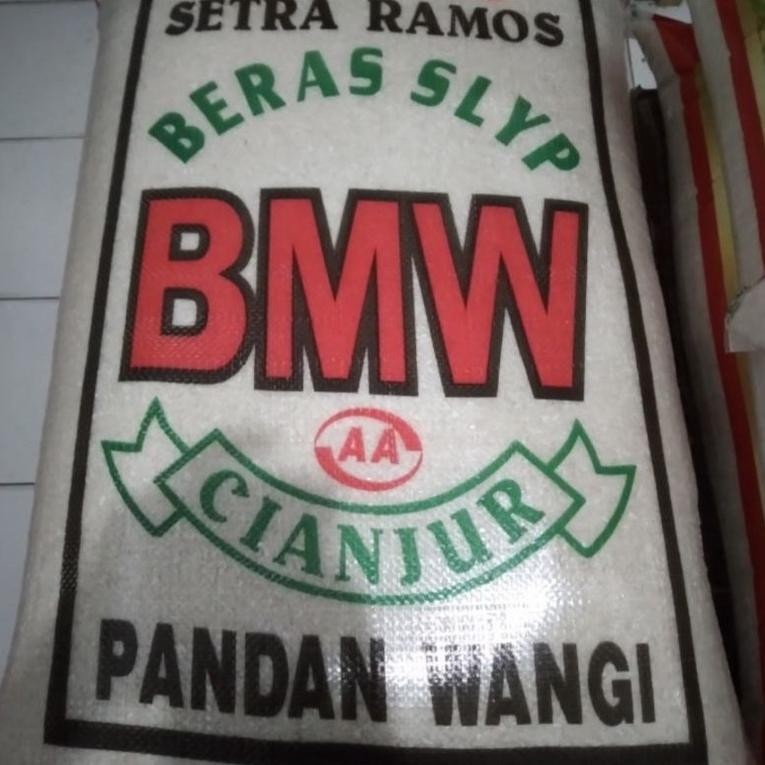 SETRA RAMOS
BERAS SLYP
BMW
AA
CIANJUR
PANDAN WANGI